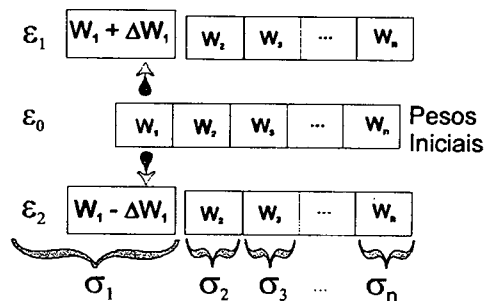 ε₁ W₁ + ΔW₁ W₂ W₃ ... Wₙ
ε₀ W₁ W₂ W₃ ... Wₙ Pesos
Iniciais
ε₂ W₁ - ΔW₁ W₂ W₃ ... Wₙ
σ₁ σ₂ σ₃ ... σₙ